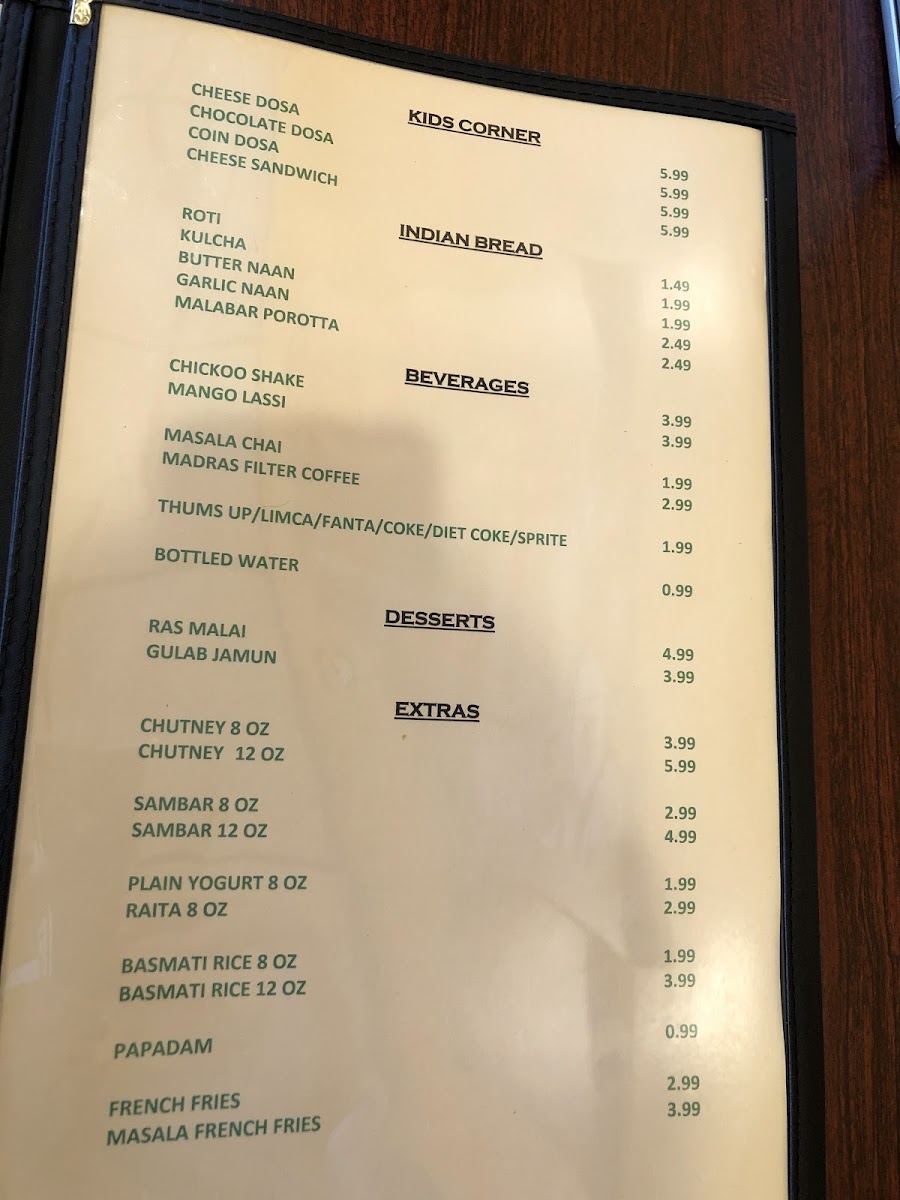 KIDS CORNER
CHEESE DOSA 5.99
CHOCOLATE DOSA 5.99
COIN DOSA 5.99
CHEESE SANDWICH 5.99
INDIAN BREAD
ROTI 1.49
KULCHA 1.99
BUTTER NAAN 1.99
GARLIC NAAN 2.49
MALABAR POROTTA 2.49
BEVERAGES
CHICKOO SHAKE 3.99
MANGO LASSI 3.99
MASALA CHAI 1.99
MADRAS FILTER COFFEE 2.99
THUMS UP/LIMCA/FANTA/COKE/DIET COKE/SPRITE 1.99
BOTTLED WATER 0.99
DESSERTS
RAS MALAI 4.99
GULAB JAMUN 3.99
EXTRAS
CHUTNEY 8 OZ 3.99
CHUTNEY 12 OZ 5.99
SAMBAR 8 OZ 2.99
SAMBAR 12 OZ 4.99
PLAIN YOGURT 8 OZ 1.99
RAITA 8 OZ 2.99
BASMATI RICE 8 OZ 1.99
BASMATI RICE 12 OZ 3.99
PAPADAM 0.99
FRENCH FRIES 2.99
MASALA FRENCH FRIES 3.99